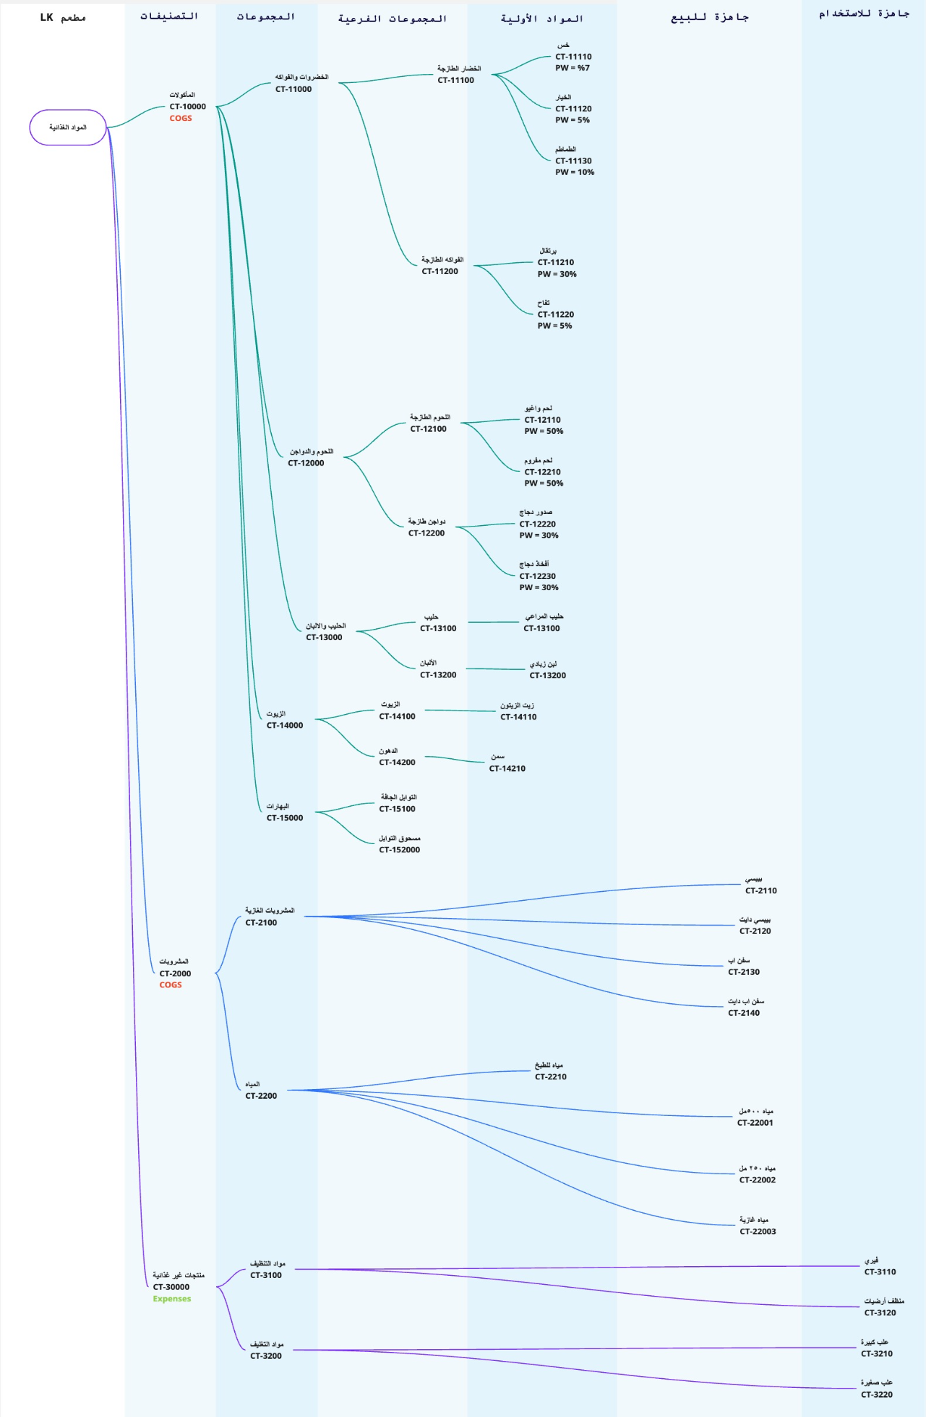 مطعم LK
التصنيفات
المجموعات
المجموعات الفرعية
المواد الأولية
جاهزة للبيع
جاهزة للاستخدام
المواد الغذائية
المأكولات
CT-10000
COGS
الخضروات والفواكه
CT-11000
الخضار الطازجة
CT-11100
خس
CT-11110
PW = %7
الخيار
CT-11120
PW = 5%
الطماطم
CT-11130
PW = 10%
الفواكه الطازجة
CT-11200
برتقال
CT-11210
PW = 30%
تفاح
CT-11220
PW = 5%
اللحوم والدواجن
CT-12000
اللحوم الطازجة
CT-12100
لحم واغيو
CT-12110
PW = 50%
لحم مفروم
CT-12210
PW = 50%
دواجن طازجة
CT-12200
صدور دجاج
CT-12220
PW = 30%
أفخاذ دجاج
CT-12230
PW = 30%
الحليب والالبان
CT-13000
حليب
CT-13100
حليب المراعي
CT-13100
الألبان
CT-13200
لبن زبادي
CT-13200
الزيوت
CT-14000
الزيوت
CT-14100
زيت الزيتون
CT-14110
الدهون
CT-14200
سمن
CT-14210
البهارات
CT-15000
التوابل الجافة
CT-15100
مسحوق التوابل
CT-152000
المشروبات
CT-2000
COGS
المشروبات الغازية
CT-2100
بيبسي
CT-2110
بيبسي دايت
CT-2120
سفن اب
CT-2130
سفن اب دايت
CT-2140
المياه
CT-2200
مياه للطبخ
CT-2210
مياه ٥٠٠مل
CT-22001
مياه ٢٥٠ مل
CT-22002
مياه غازية
CT-22003
منتجات غير غذائية
CT-30000
Expenses
مواد التنظيف
CT-3100
فيري
CT-3110
منظف أرضيات
CT-3120
مواد التغليف
CT-3200
علب كبيرة
CT-3210
علب صغيرة
CT-3220